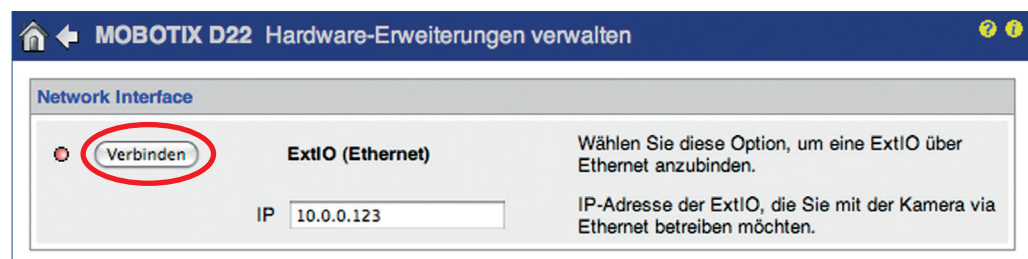 MOBOTIX D22 Hardware-Erweiterungen verwalten ? i
Network Interface
Verbinden ExtIO (Ethernet) Wählen Sie diese Option, um eine ExtIO über
Ethernet anzubinden.
IP 10.0.0.123 IP-Adresse der ExtIO, die Sie mit der Kamera via
Ethernet betreiben möchten.